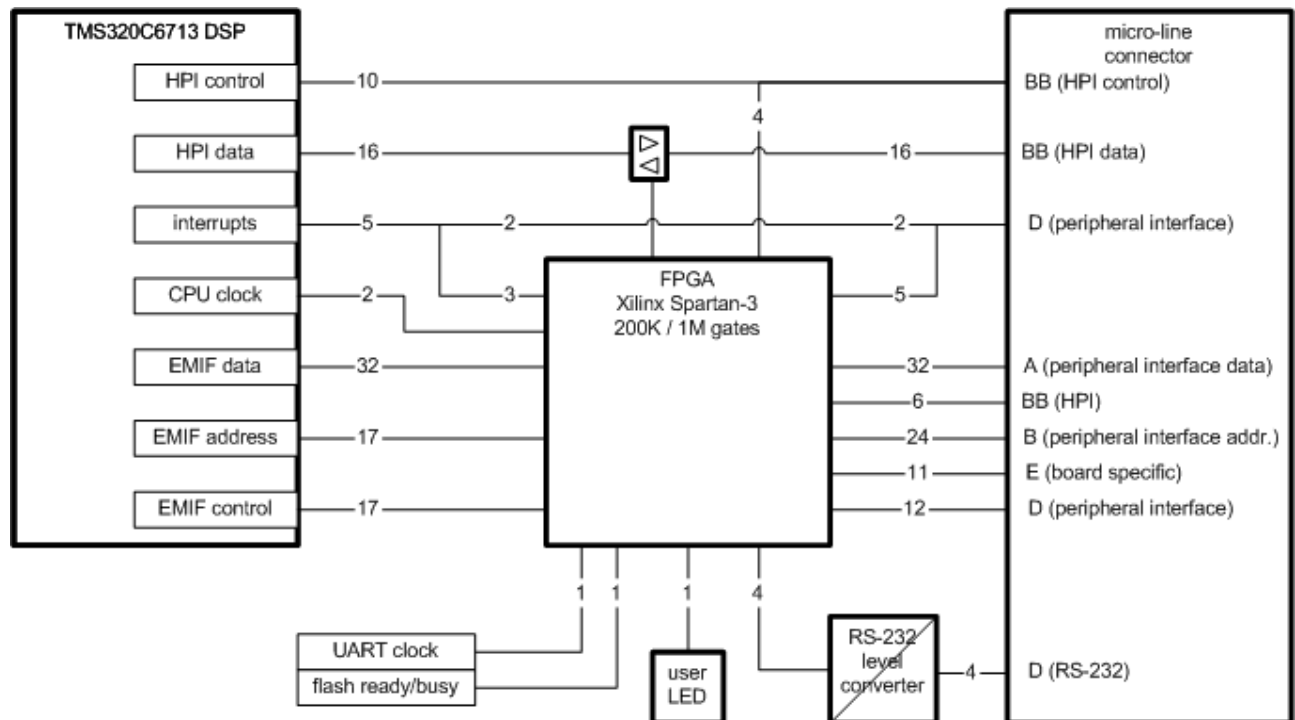 TMS320C6713 DSP
micro-line
connector
HPI control
10
BB (HPI control)
4
HPI data
16
16
BB (HPI data)
interrupts
5
2
2
D (peripheral interface)
FPGA
Xilinx Spartan-3
200K / 1M gates
CPU clock
2
3
5
EMIF data
32
32
A (peripheral interface data)
6
BB (HPI)
EMIF address
17
24
B (peripheral interface addr.)
11
E (board specific)
EMIF control
17
12
D (peripheral interface)
1
1
1
4
UART clock
flash ready/busy
user
LED
RS-232
level
converter
4
D (RS-232)